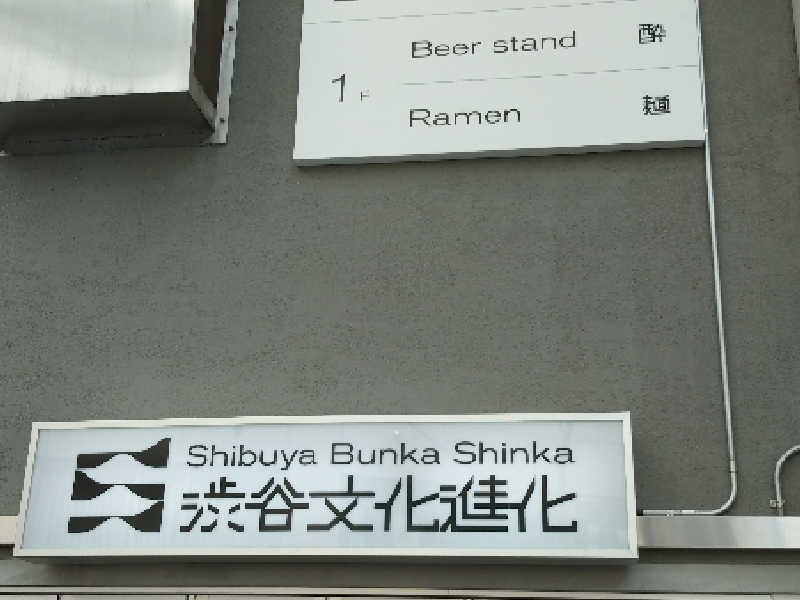 Beer stand 酔
1F
Ramen 麺
Shibuya Bunka Shinka
渋谷文化進化